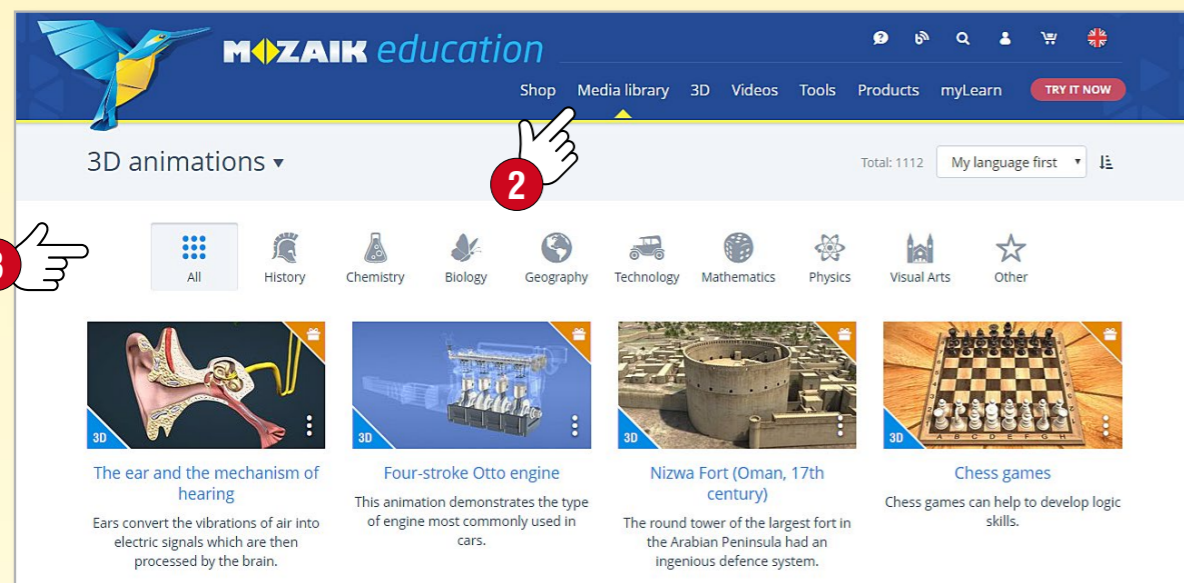 MOZAIK education
Shop Media library 3D Videos Tools Products myLearn TRY IT NOW
2
3D animations
Total: 1112 My language first
3
All History Chemistry Biology Geography Technology Mathematics Physics Visual Arts Other
3D 3D 3D 3D
A B C D E F G H
The ear and the mechanism of
hearing
Ears convert the vibrations of air into
electric signals which are then
processed by the brain.
Four-stroke Otto engine
This animation demonstrates the type
of engine most commonly used in
cars.
Nizwa Fort (Oman, 17th
century)
The round tower of the largest fort in
the Arabian Peninsula had an
ingenious defence system.
Chess games
Chess games can help to develop logic
skills.